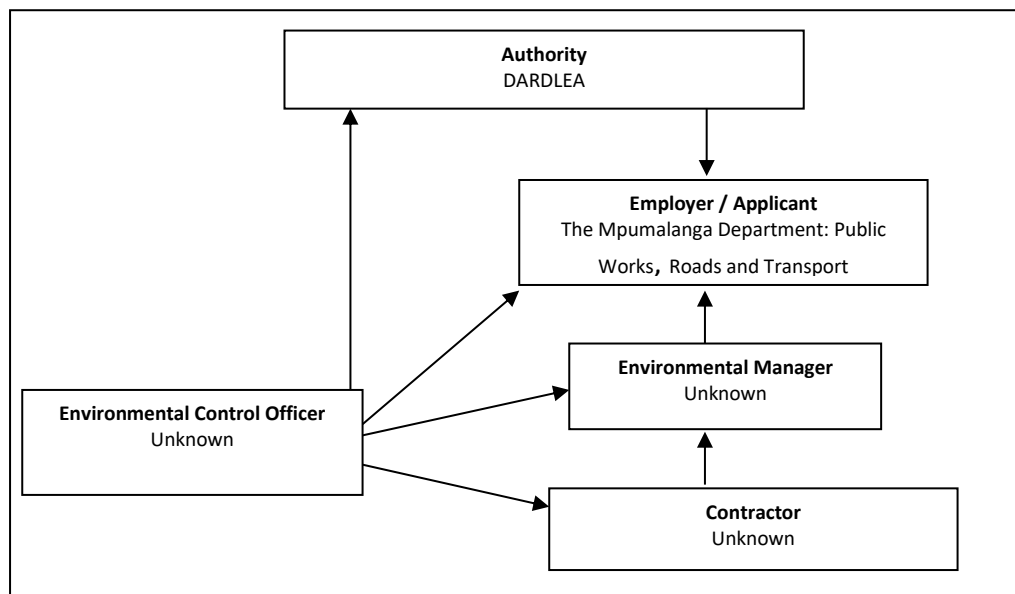 Authority
DARDLEA
Employer / Applicant
The Mpumalanga Department: Public
Works, Roads and Transport
Environmental Manager
Unknown
Environmental Control Officer
Unknown
Contractor
Unknown